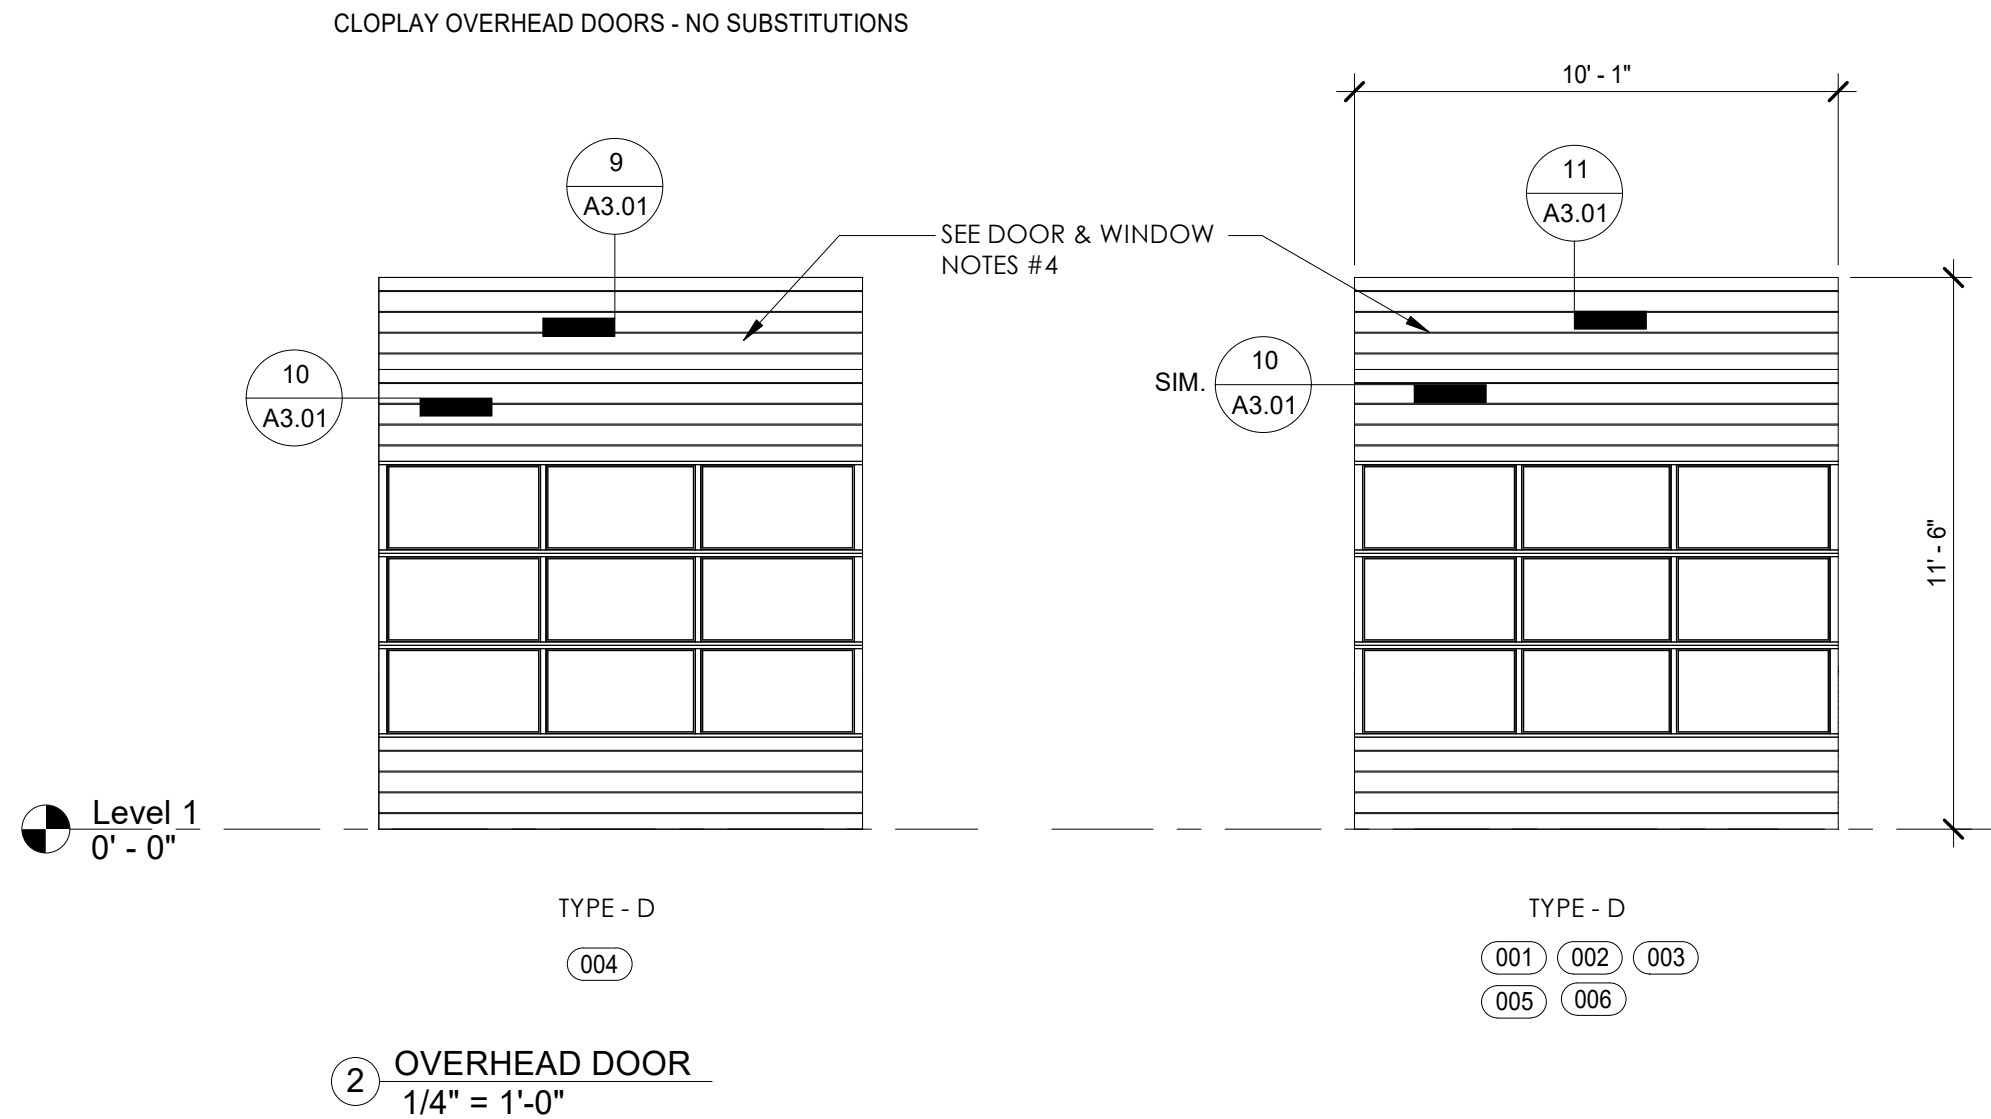 CLOPLAY OVERHEAD DOORS - NO SUBSTITUTIONS
10' - 1"
9
A3.01
11
A3.01
SEE DOOR & WINDOW
NOTES #4
10
A3.01
SIM.
10
A3.01
11' - 6"
Level 1
0' - 0"
TYPE - D
004
TYPE - D
001 002 003
005 006
2 OVERHEAD DOOR
1/4" = 1'-0"